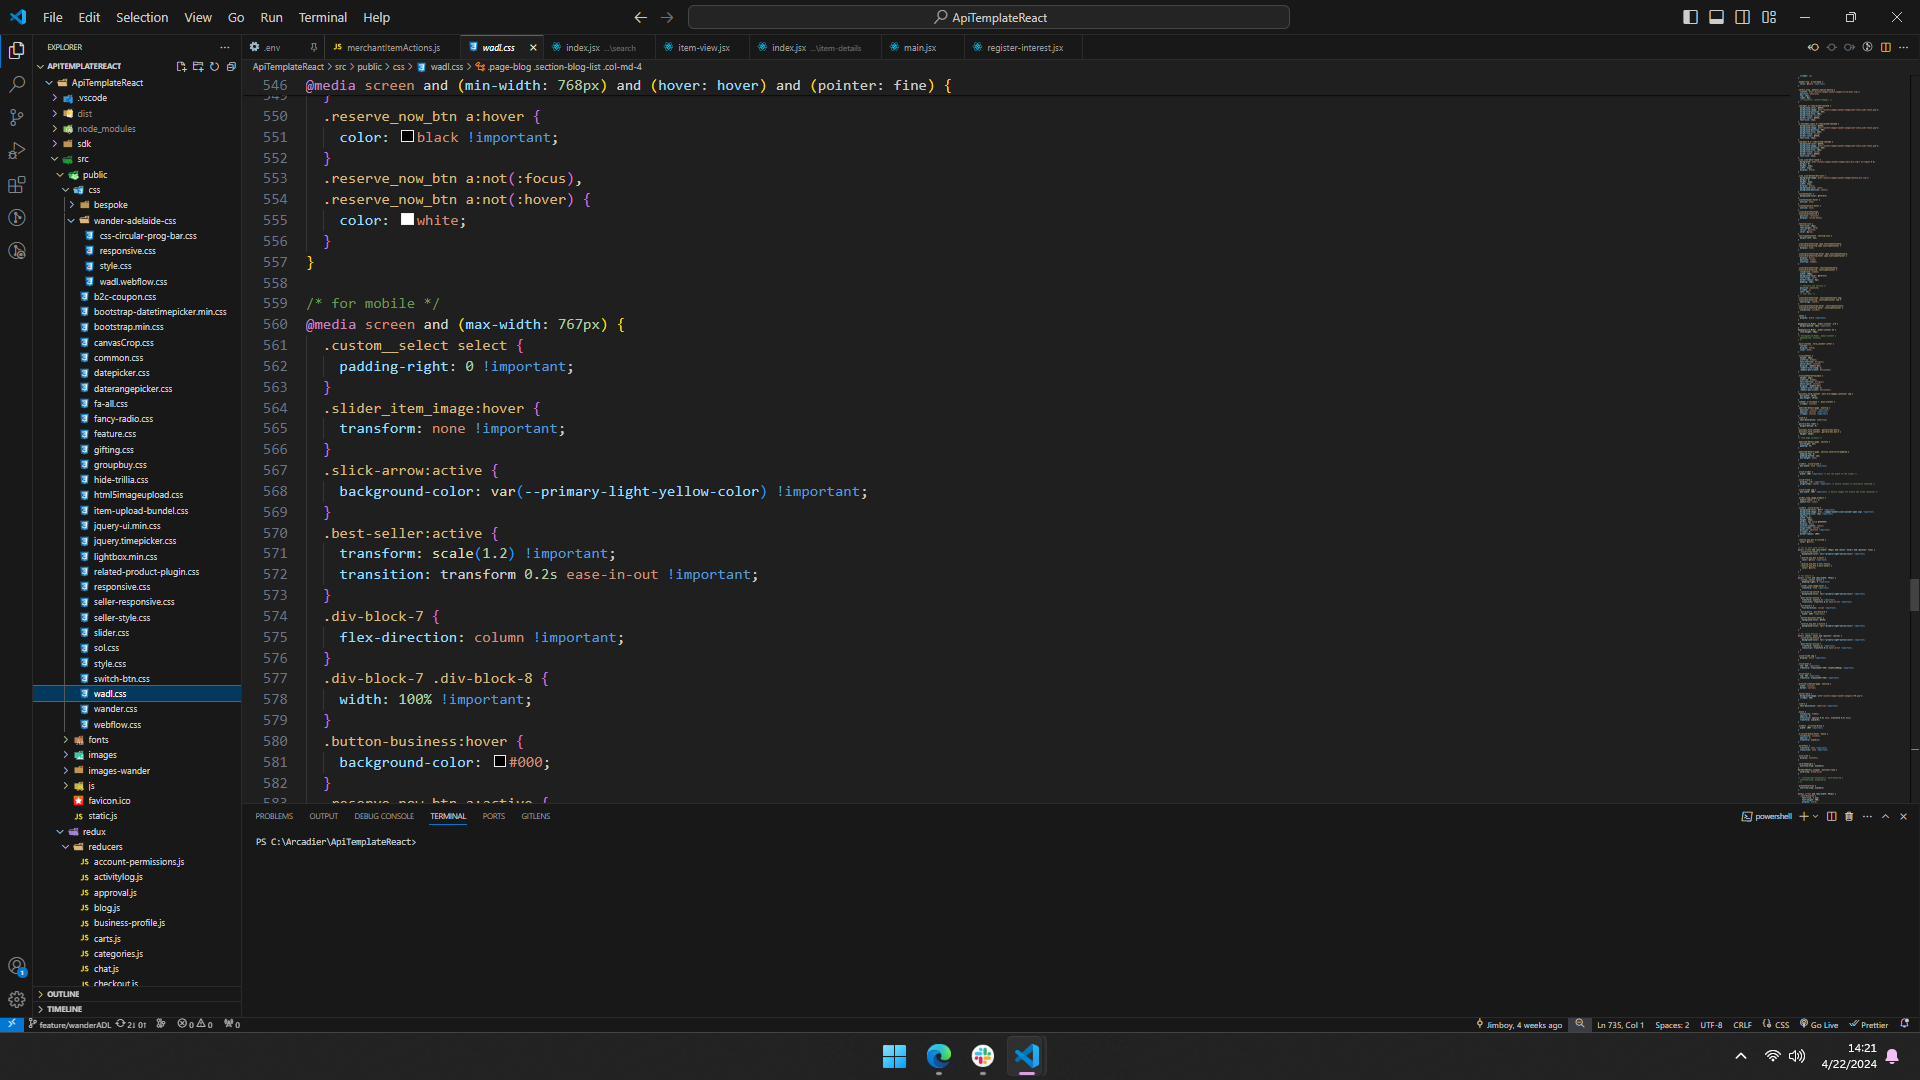 File Edit Selection View Go Run Terminal Help
ApiTemplateReact
EXPLORER
APITEMPLATEREACT
ApiTemplateReact
.vscode
dist
node_modules
sdk
src
public
css
bespoke
wander-adelaide-css
css-circular-prog-bar.css
responsive.css
style.css
wadl.webflow.css
b2c-coupon.css
bootstrap-datetimepicker.min.css
bootstrap.min.css
canvasCrop.css
common.css
datepicker.css
daterangepicker.css
fa-all.css
fancy-radio.css
feature.css
gifting.css
groupbuy.css
hide-trillia.css
html5imageupload.css
item-upload-bundel.css
jquery-ui.min.css
jquery.timepicker.css
lightbox.min.css
related-product-plugin.css
responsive.css
seller-responsive.css
seller-style.css
slider.css
sol.css
style.css
switch-btn.css
wadl.css
wander.css
webflow.css
fonts
images
images-wander
js
favicon.ico
static.js
redux
reducers
account-permissions.js
activitylog.js
approval.js
blog.js
business-profile.js
carts.js
categories.js
chat.js
checkout.js
OUTLINE
TIMELINE
.env merchantItemActions.js wadl.css index.jsx ...\search item-view.jsx index.jsx ...\item-details main.jsx register-interest.jsx
ApiTemplateReact > src > public > css > wadl.css > .page-blog .section-blog-list .col-md-4
546 @media screen and (min-width: 768px) and (hover: hover) and (pointer: fine) {
549 }
550 .reserve_now_btn a:hover {
551 color: black !important;
552 }
553 .reserve_now_btn a:not(:focus),
554 .reserve_now_btn a:not(:hover) {
555 color: white;
556 }
557 }
558
559 /* for mobile */
560 @media screen and (max-width: 767px) {
561 .custom__select select {
562 padding-right: 0 !important;
563 }
564 .slider_item_image:hover {
565 transform: none !important;
566 }
567 .slick-arrow:active {
568 background-color: var(--primary-light-yellow-color) !important;
569 }
570 .best-seller:active {
571 transform: scale(1.2) !important;
572 transition: transform 0.2s ease-in-out !important;
573 }
574 .div-block-7 {
575 flex-direction: column !important;
576 }
577 .div-block-7 .div-block-8 {
578 width: 100% !important;
579 }
580 .button-business:hover {
581 background-color: #000;
582 }
583 .reserve_now_btn a:active {
PROBLEMS OUTPUT DEBUG CONSOLE TERMINAL PORTS GITLENS
powershell
PS C:\Arcadier\ApiTemplateReact>
feature/wanderADL 2↓ 0↑ 0 0 0
Jimboy, 4 weeks ago Ln 735, Col 1 Spaces: 2 UTF-8 CRLF CSS Go Live Prettier
14:21
4/22/2024